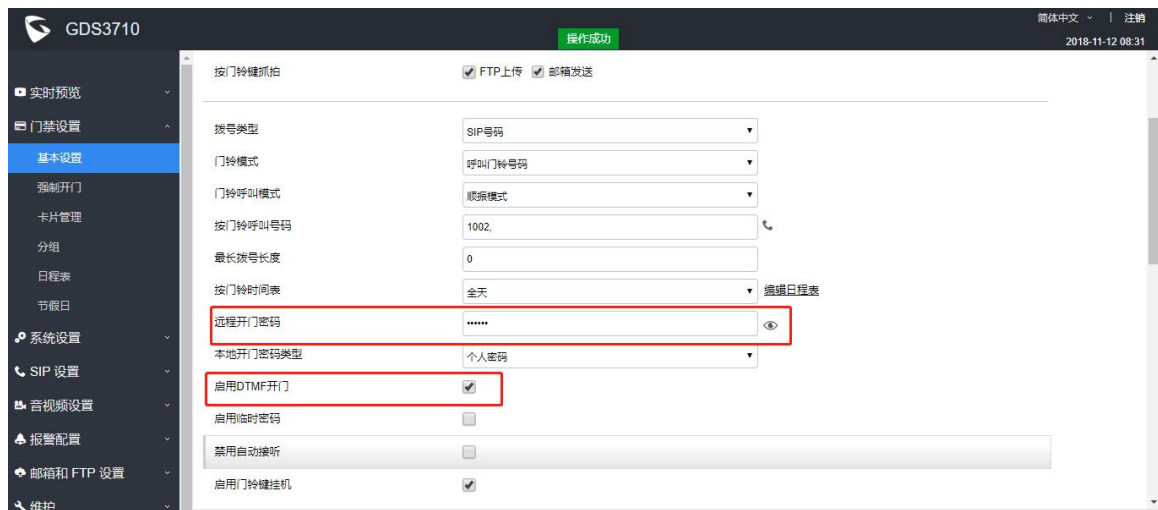 GDS3710
简体中文 | 注销
操作成功
2018-11-12 08:31
实时预览
门禁设置
基本设置
强制开门
卡片管理
分组
日程表
节假日
系统设置
SIP 设置
音视频设置
报警配置
邮箱和 FTP 设置
维护
按门铃键抓拍 FTP上传 邮箱发送
拨号类型 SIP号码
门铃模式 呼叫门铃号码
门铃呼叫模式 顺振模式
按门铃呼叫号码 1002,
最长拨号长度 0
按门铃时间表 全天 编辑日程表
远程开门密码 ••••••
本地开门密码类型 个人密码
启用DTMF开门
启用临时密码
禁用自动接听
启用门铃键挂机